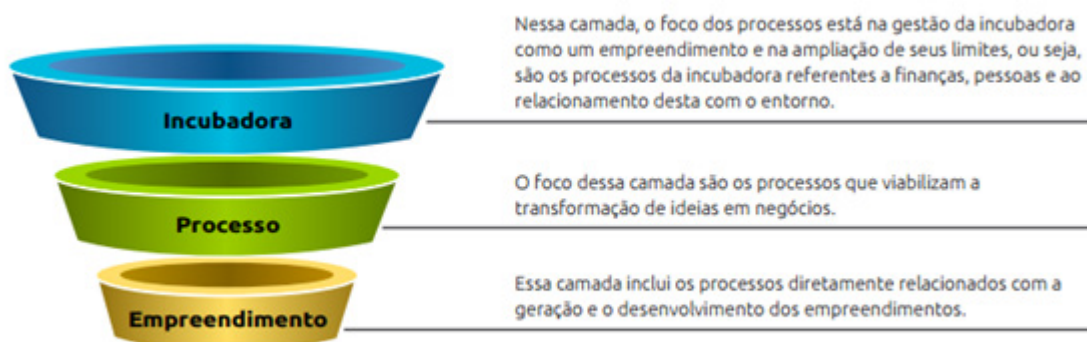 Nessa camada, o foco dos processos está na gestão da incubadora
como um empreendimento e na ampliação de seus limites, ou seja,
são os processos da incubadora referentes a finanças, pessoas e ao
relacionamento desta com o entorno.
Incubadora
O foco dessa camada são os processos que viabilizam a
transformação de ideias em negócios.
Processo
Essa camada inclui os processos diretamente relacionados com a
geração e o desenvolvimento dos empreendimentos.
Empreendimento